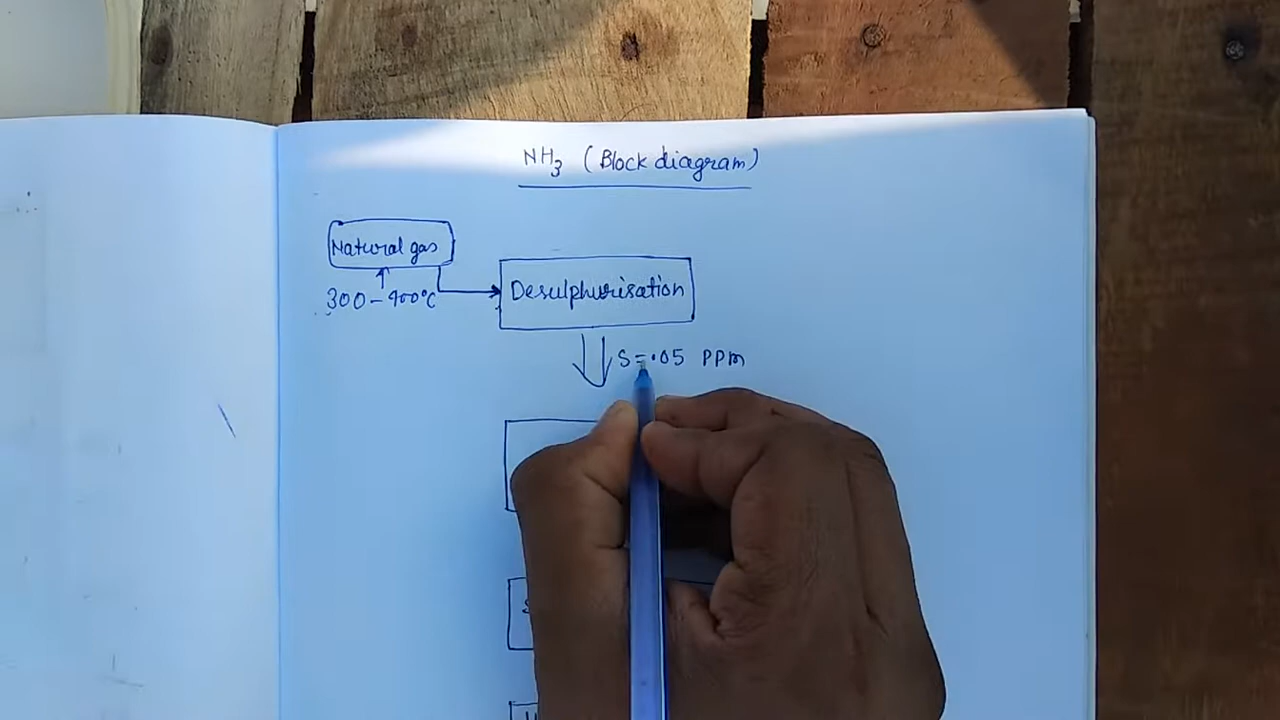 NH3 (Block diagram)
Natural gas
300-400°C
Desulphurisation
S=.05 PPm